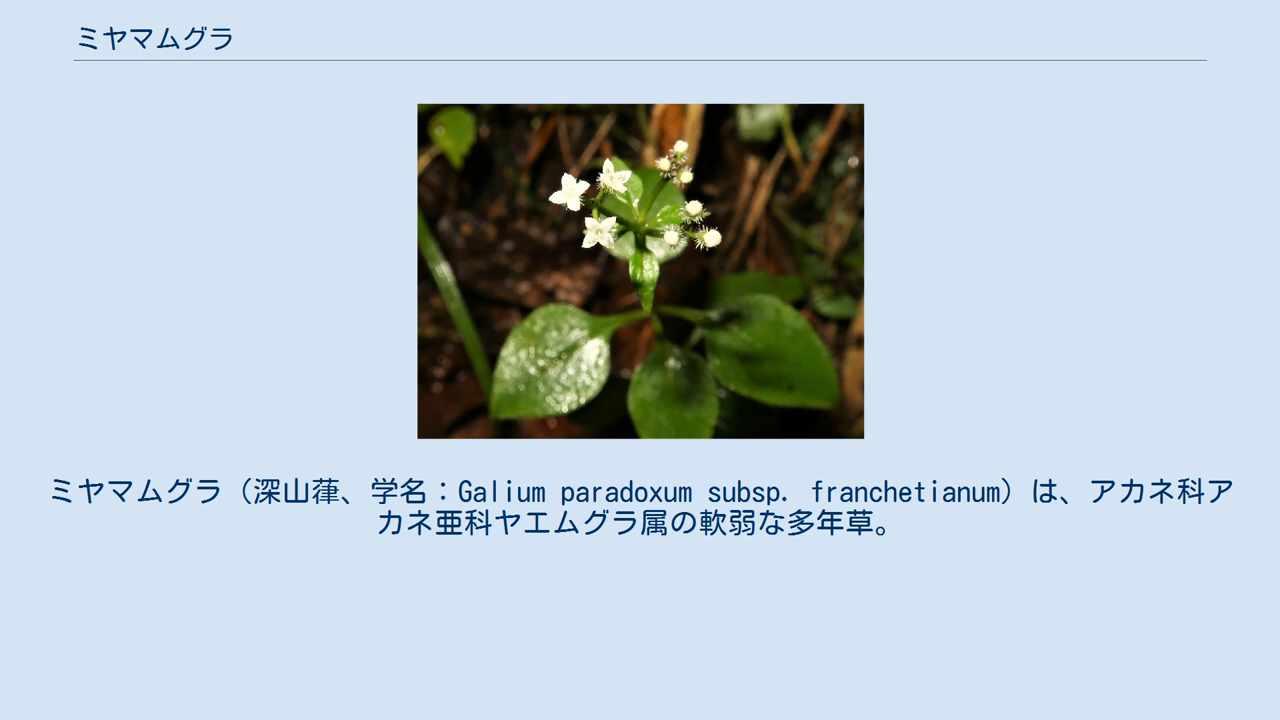 ミヤマムグラ
ミヤマムグラ（深山葎、学名：Galium paradoxum subsp. franchetianum）は、アカネ科ア
カネ亜科ヤエムグラ属の軟弱な多年草。